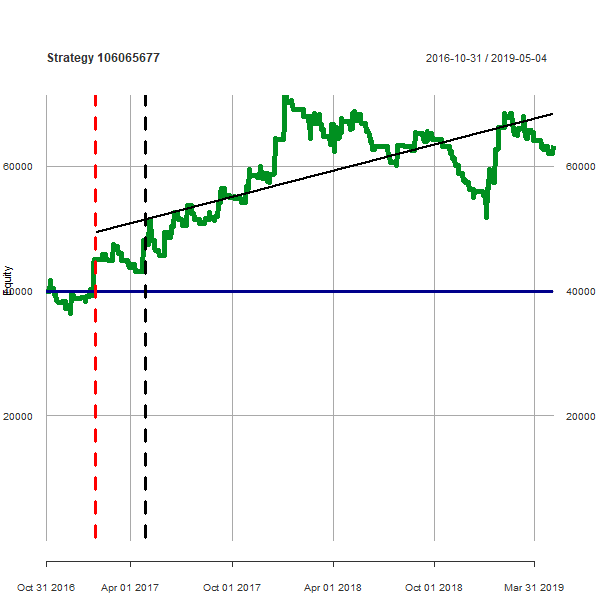 Strategy 106065677 2016-10-31 / 2019-05-04
60000 60000
Equity
40000 40000
20000 20000
Oct 31 2016 Apr 01 2017 Oct 01 2017 Apr 01 2018 Oct 01 2018 Mar 31 2019